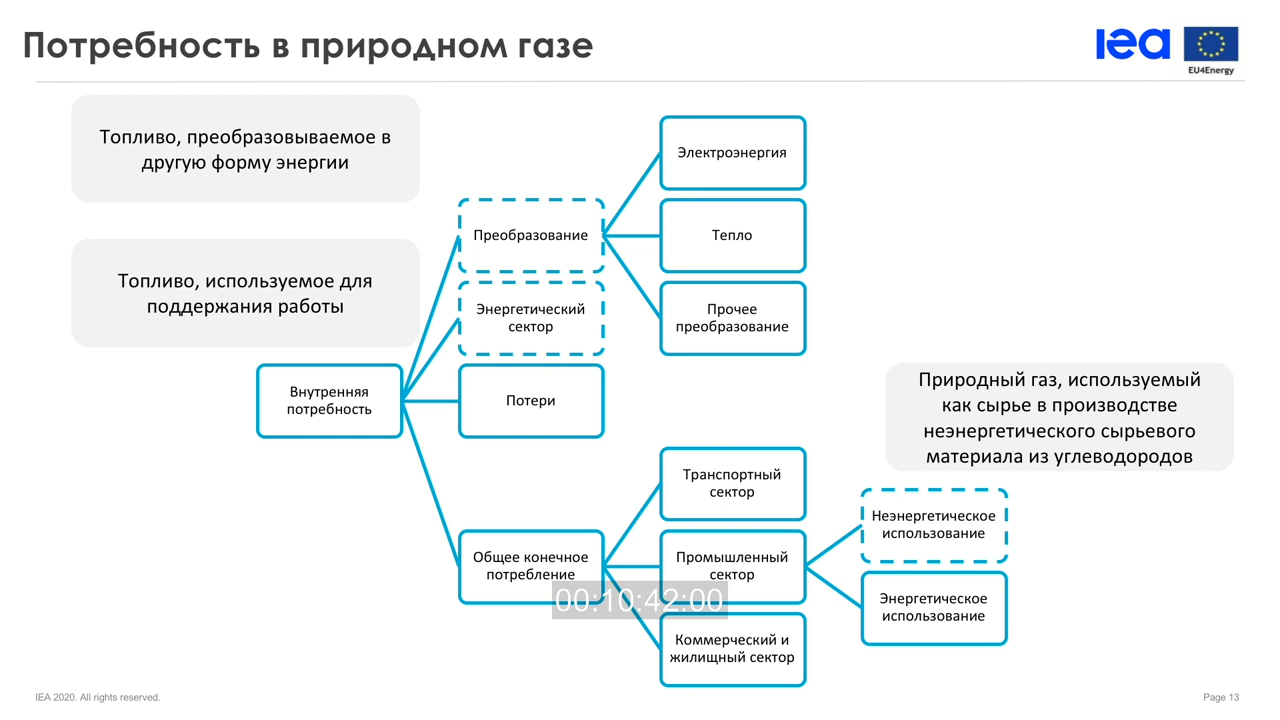 Потребность в природном газе
iea
EU4Energy
Топливо, преобразовываемое в
другую форму энергии
Электроэнергия
Преобразование
Тепло
Топливо, используемое для
поддержания работы
Энергетический
сектор
Прочее
преобразование
Внутренняя
потребность
Потери
Природный газ, используемый
как сырье в производстве
неэнергетического сырьевого
материала из углеводородов
Транспортный
сектор
Неэнергетическое
использование
Общее конечное
потребление
Промышленный
сектор
00:10:42:00
Энергетическое
использование
Коммерческий и
жилищный сектор
IEA 2020. All rights reserved.
Page 13